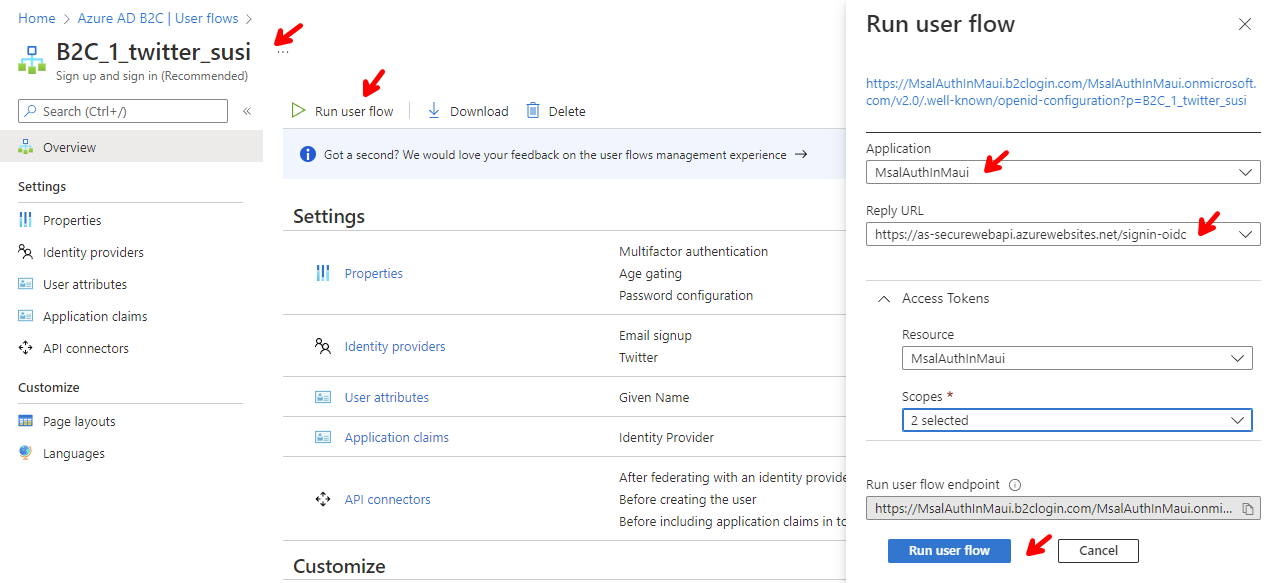 Home > Azure AD B2C | User flows >
B2C_1_twitter_susi ...
Sign up and sign in (Recommended)
Search (Ctrl+/) «
Overview
Settings
Properties
Identity providers
User attributes
Application claims
API connectors
Customize
Page layouts
Languages
Run user flow Download Delete
Got a second? We would love your feedback on the user flows management experience →
Settings
Properties
Multifactor authentication
Age gating
Password configuration
Identity providers
Email signup
Twitter
User attributes
Given Name
Application claims
Identity Provider
API connectors
After federating with an identity provide
Before creating the user
Before including application claims in to
Customize
Run user flow
https://MsalAuthInMaui.b2clogin.com/MsalAuthInMaui.onmicrosoft.
com/v2.0/.well-known/openid-configuration?p=B2C_1_twitter_susi
Application
MsalAuthInMaui
Reply URL
https://as-securewebapi.azurewebsites.net/signin-oidc
Access Tokens
Resource
MsalAuthInMaui
Scopes *
2 selected
Run user flow endpoint
https://MsalAuthInMaui.b2clogin.com/MsalAuthInMaui.onmi...
Run user flow Cancel